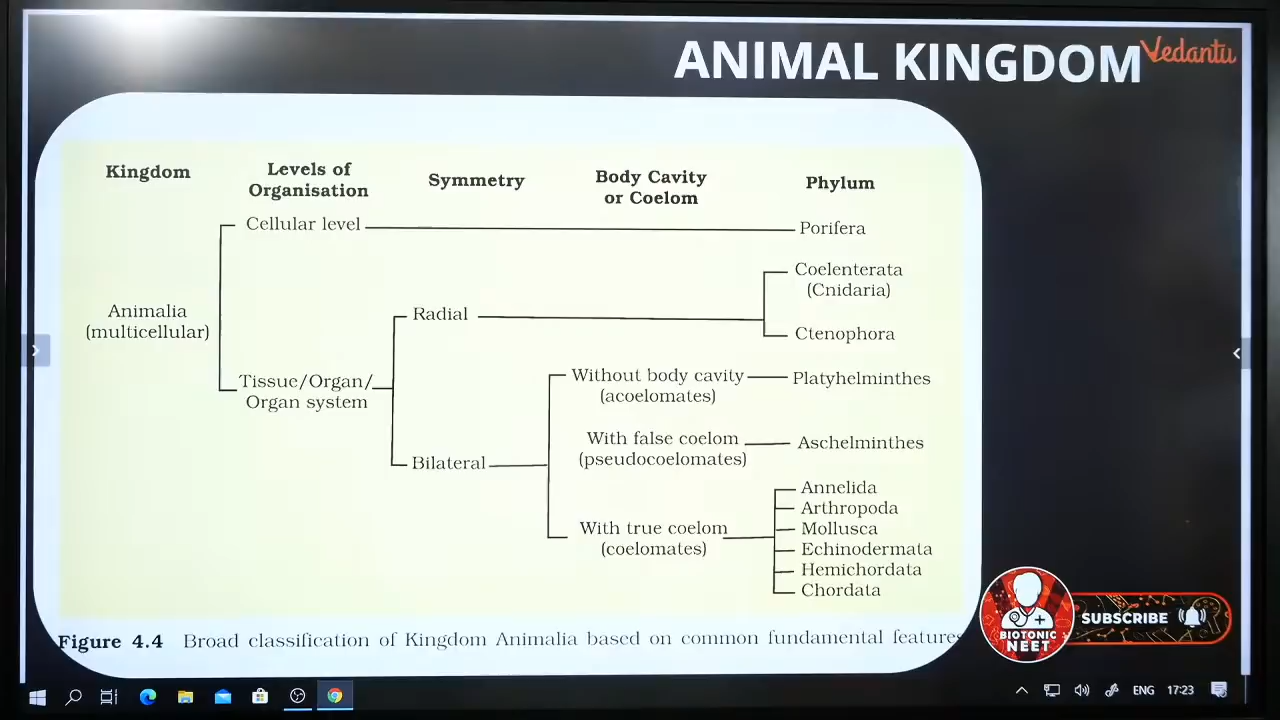 ANIMAL KINGDOM
Vedantu
Kingdom
Levels of
Organisation
Symmetry
Body Cavity
or Coelom
Phylum
Cellular level
Porifera
Animalia
(multicellular)
Radial
Coelenterata
(Cnidaria)
Ctenophora
Tissue/Organ/
Organ system
Without body cavity
(acoelomates)
Platyhelminthes
With false coelom
(pseudocoelomates)
Aschelminthes
Bilateral
With true coelom
(coelomates)
Annelida
Arthropoda
Mollusca
Echinodermata
Hemichordata
Chordata
Figure 4.4 Broad classification of Kingdom Animalia based on common fundamental features
BIOTONIC
NEET
SUBSCRIBE
ENG
17:23